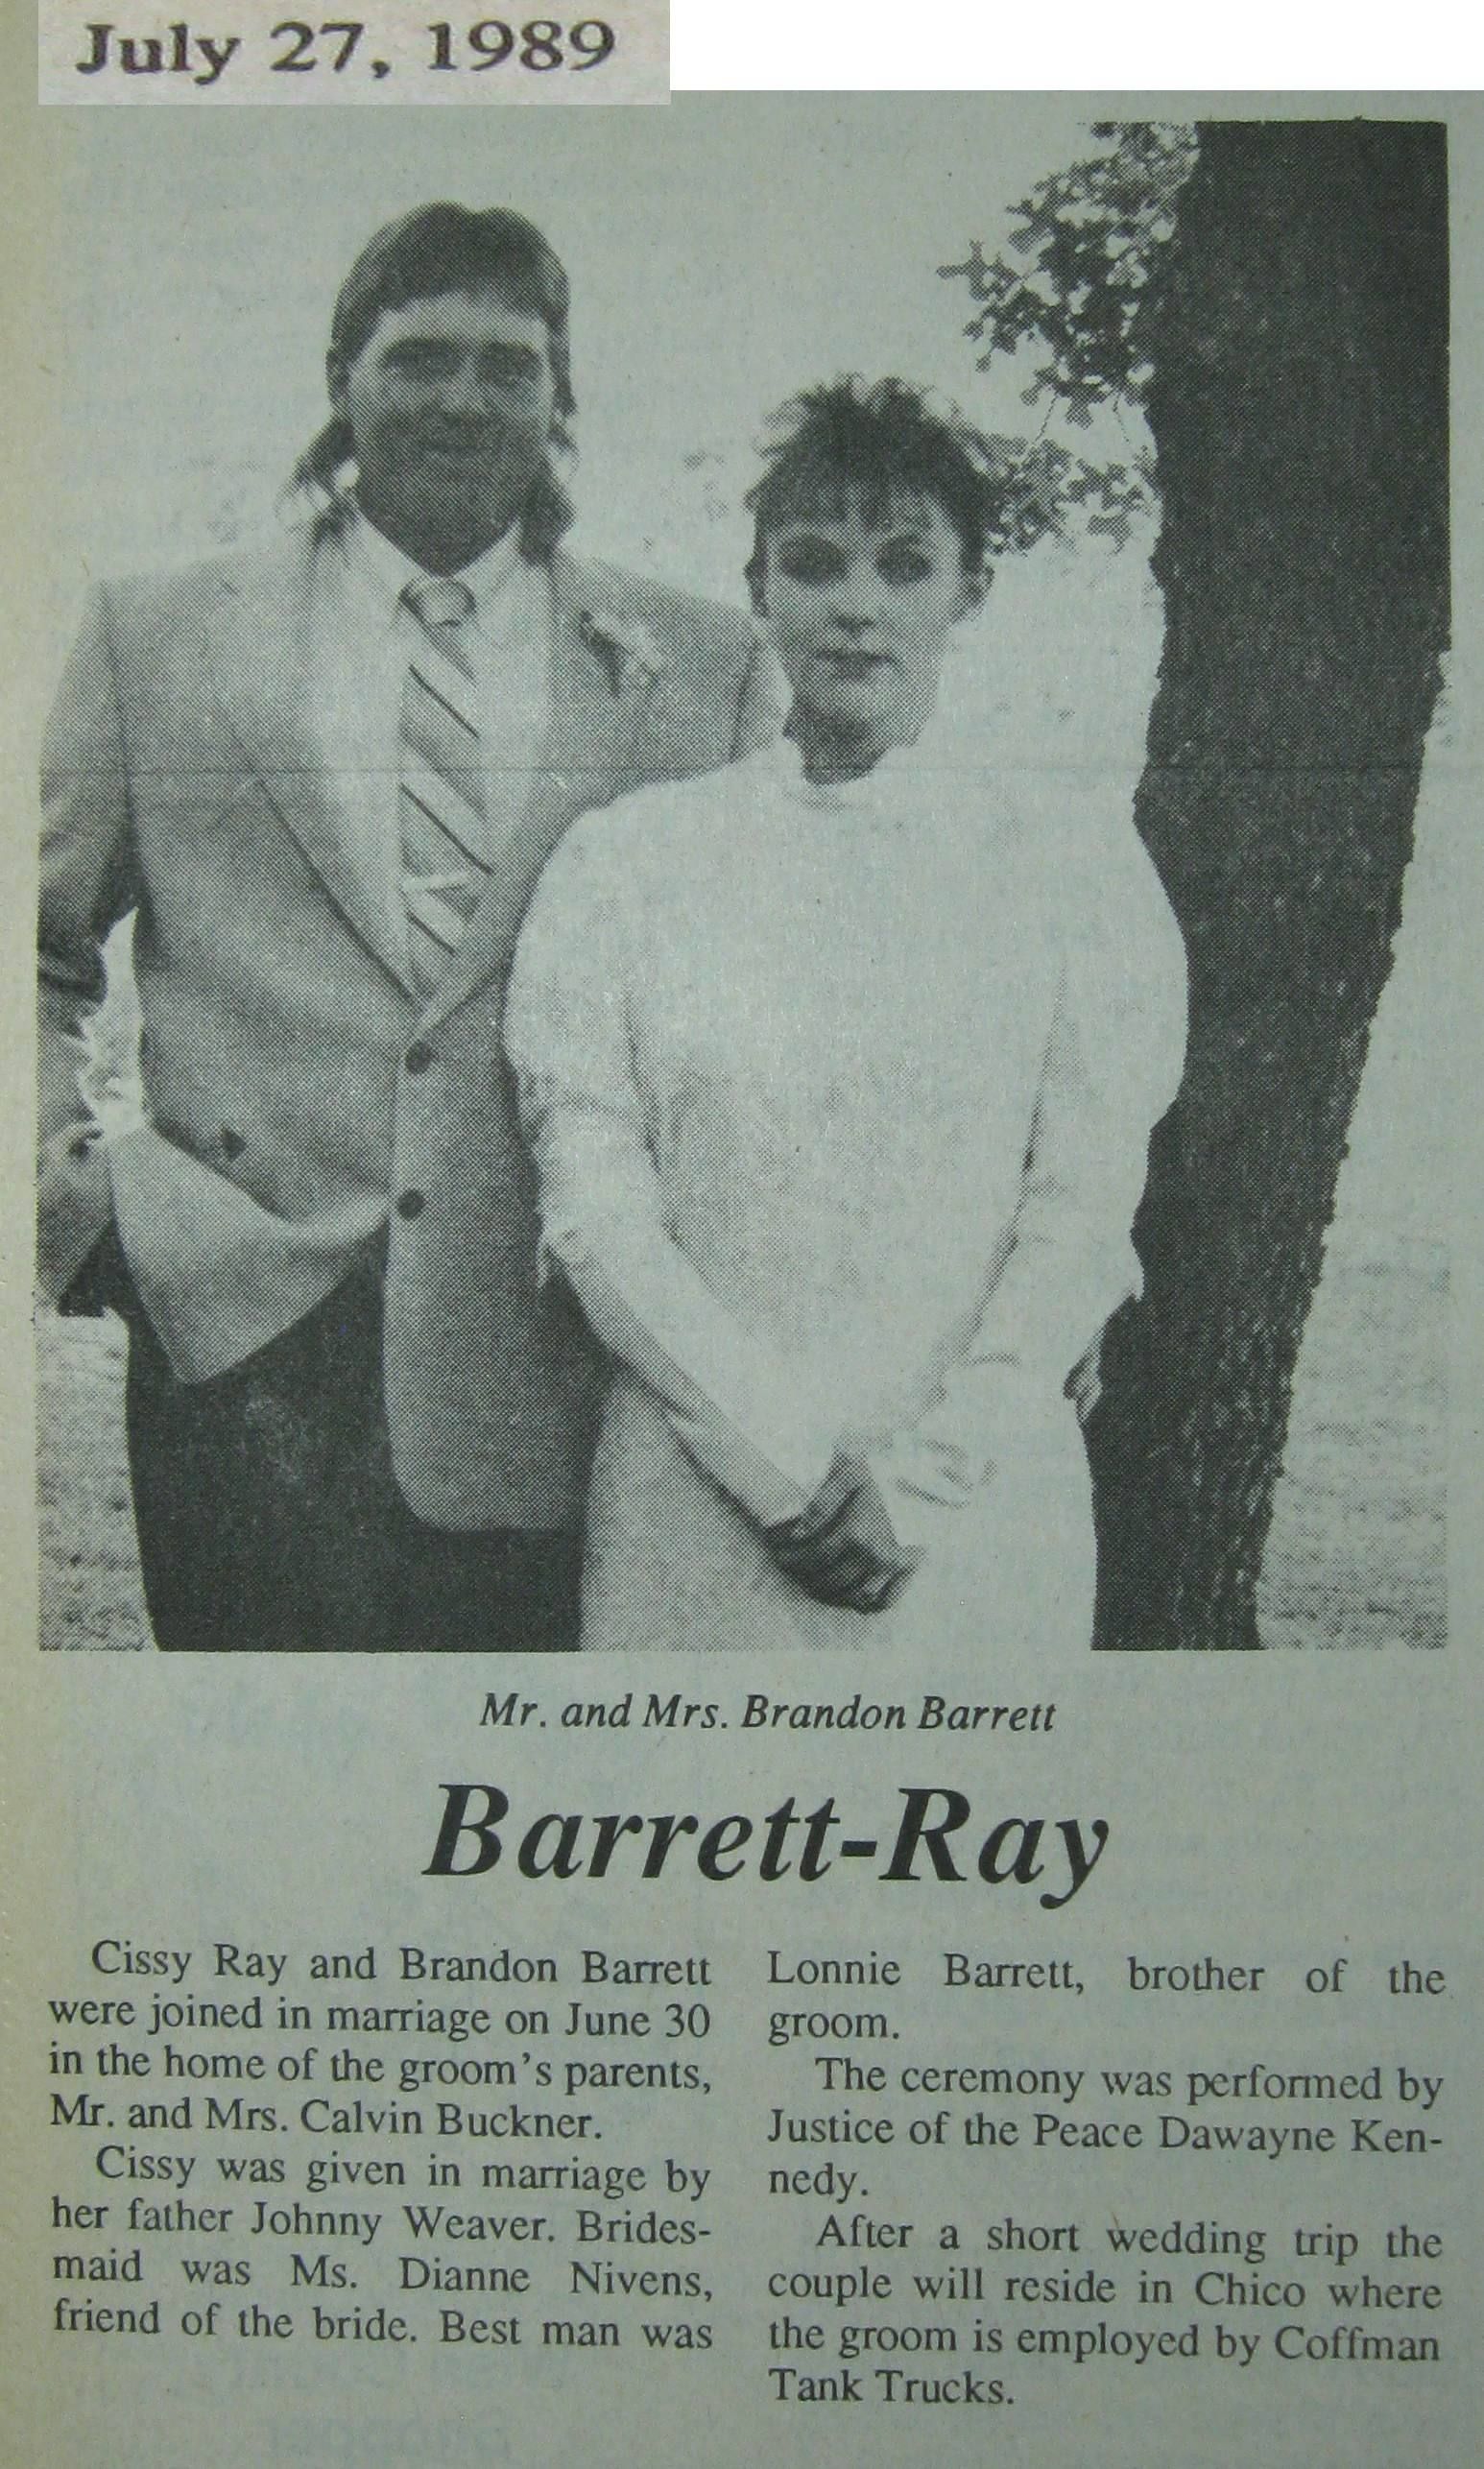 July 27, 1989
Mr. and Mrs. Brandon Barrett
Barrett-Ray
Cissy Ray and Brandon Barrett
were joined in marriage on June 30
in the home of the groom's parents,
Mr. and Mrs. Calvin Buckner.
Cissy was given in marriage by
her father Johnny Weaver. Brides-
maid was Ms. Dianne Nivens,
friend of the bride. Best man was
Lonnie Barrett, brother of the
groom.
The ceremony was performed by
Justice of the Peace Dawayne Ken-
nedy.
After a short wedding trip the
couple will reside in Chico where
the groom is employed by Coffman
Tank Trucks.